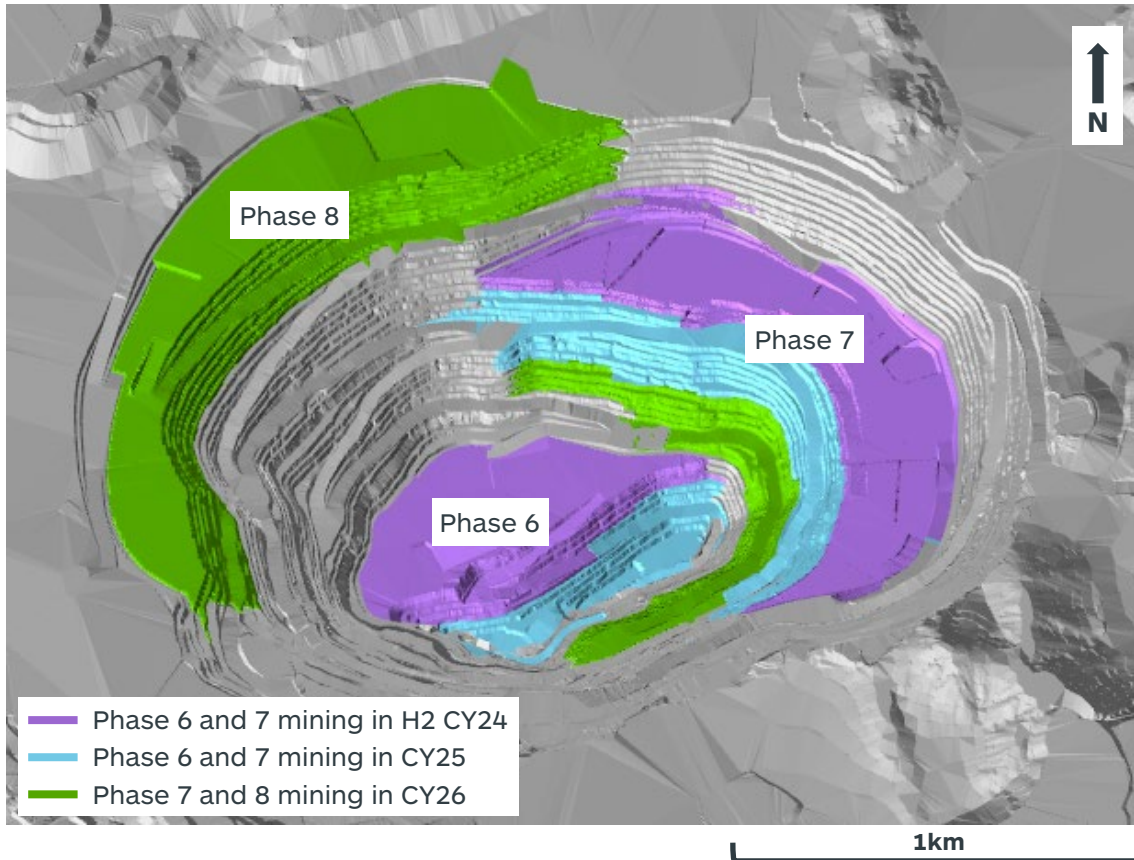 N
Phase 8
Phase 7
Phase 6
Phase 6 and 7 mining in H2 CY24
Phase 6 and 7 mining in CY25
Phase 7 and 8 mining in CY26
1km